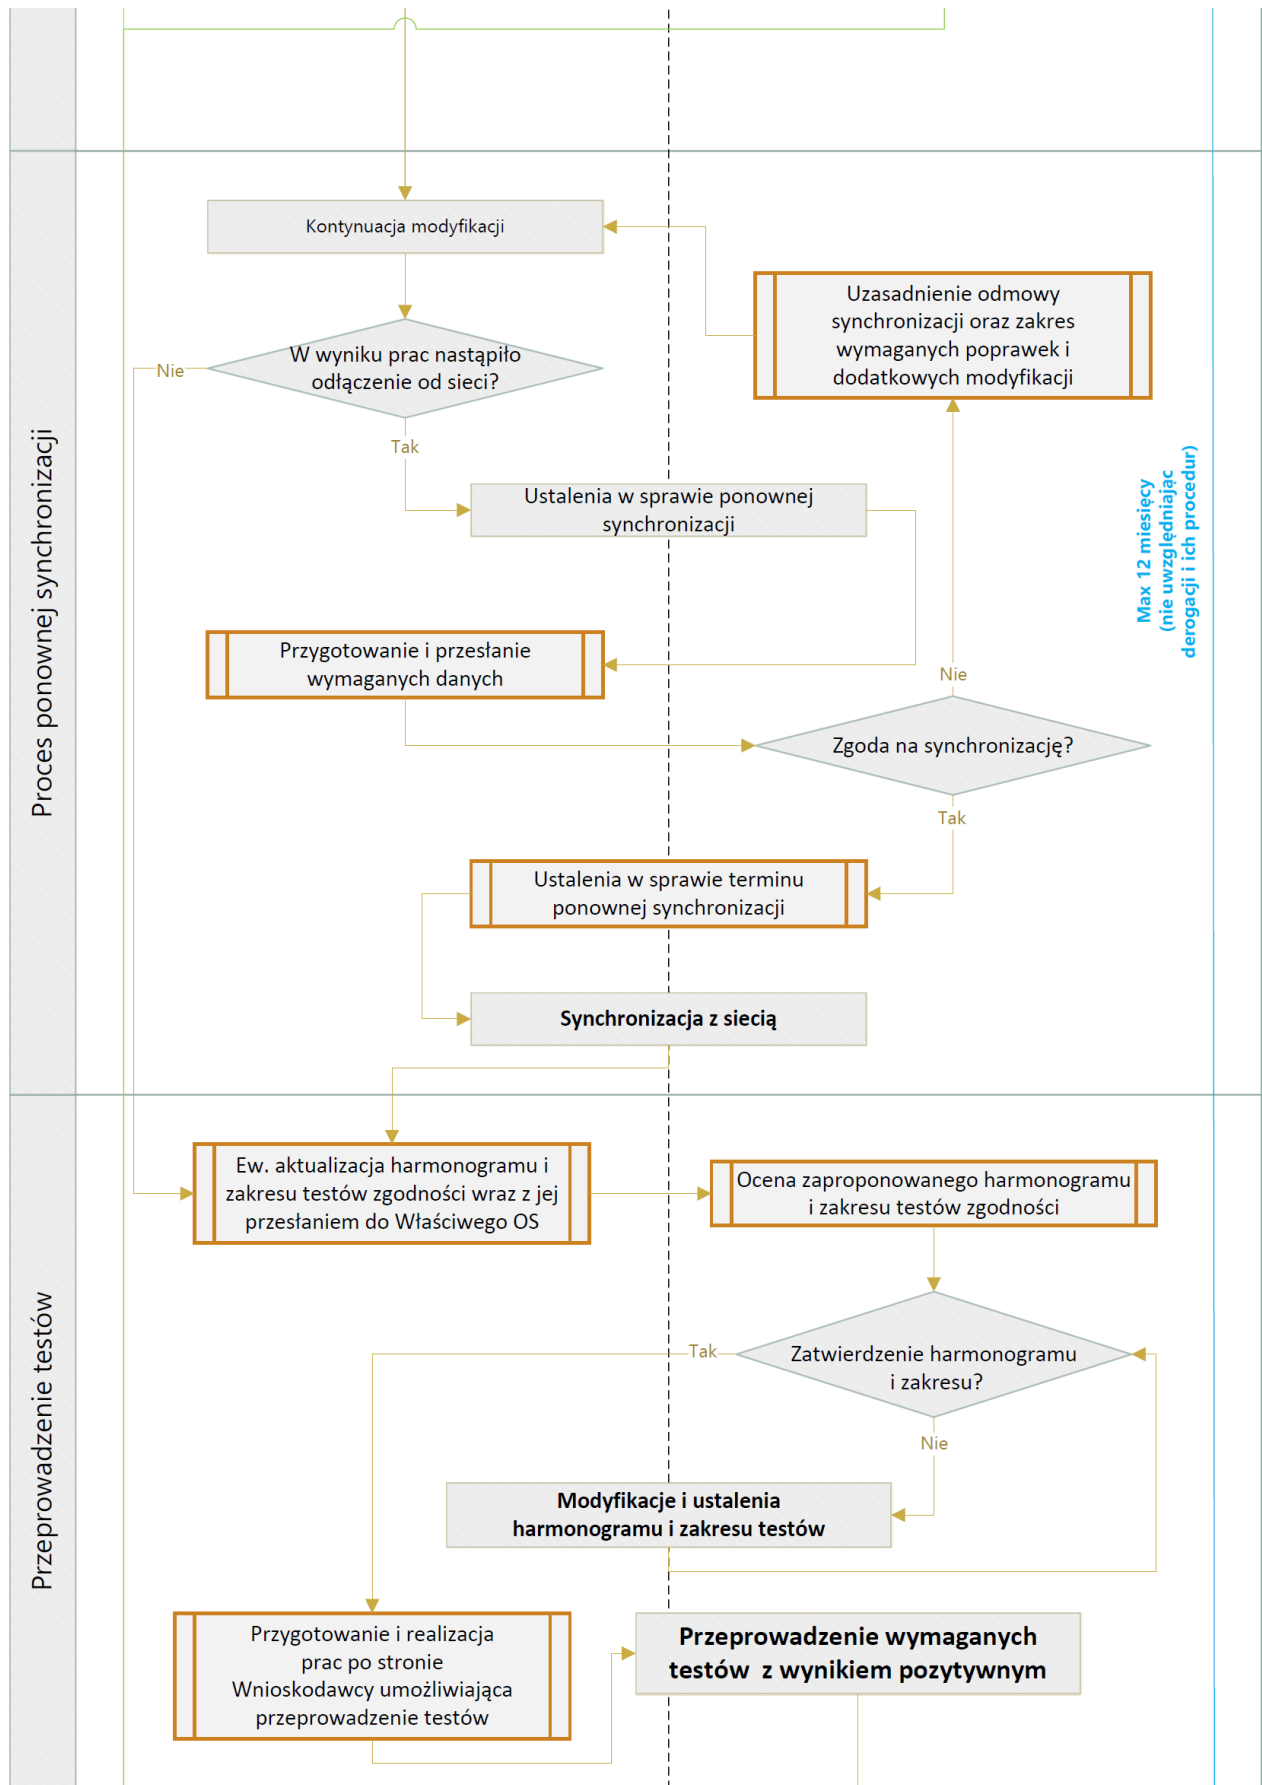 Proces ponownej synchronizacji
Kontynuacja modyfikacji
Uzasadnienie odmowy
synchronizacji oraz zakres
wymaganych poprawek i
dodatkowych modyfikacji
W wyniku prac nastąpiło
odłączenie od sieci?
Nie
Tak
Ustalenia w sprawie ponownej
synchronizacji
Max 12 miesięcy
(nie uwzględniając
derogacji i ich procedur)
Przygotowanie i przesłanie
wymaganych danych
Nie
Zgoda na synchronizację?
Tak
Ustalenia w sprawie terminu
ponownej synchronizacji
Synchronizacja z siecią
Przeprowadzenie testów
Ew. aktualizacja harmonogramu i
zakresu testów zgodności wraz z jej
przesłaniem do Właściwego OS
Ocena zaproponowanego harmonogramu
i zakresu testów zgodności
Tak
Zatwierdzenie harmonogramu
i zakresu?
Nie
Modyfikacje i ustalenia
harmonogramu i zakresu testów
Przygotowanie i realizacja
prac po stronie
Wnioskodawcy umożliwiająca
przeprowadzenie testów
Przeprowadzenie wymaganych
testów z wynikiem pozytywnym